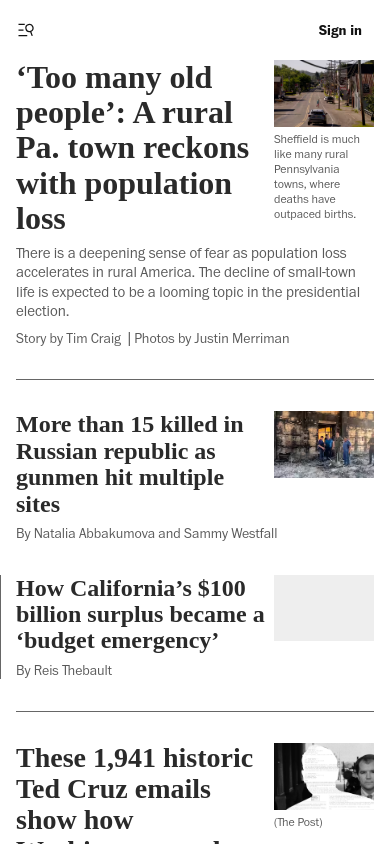 Sign in
‘Too many old
people’: A rural
Pa. town reckons
with population
loss
Sheffield is much
like many rural
Pennsylvania
towns, where
deaths have
outpaced births.
There is a deepening sense of fear as population loss
accelerates in rural America. The decline of small-town
life is expected to be a looming topic in the presidential
election.
Story by Tim Craig | Photos by Justin Merriman
More than 15 killed in
Russian republic as
gunmen hit multiple
sites
By Natalia Abbakumova and Sammy Westfall
How California’s $100
billion surplus became a
‘budget emergency’
By Reis Thebault
These 1,941 historic
Ted Cruz emails
show how
(The Post)